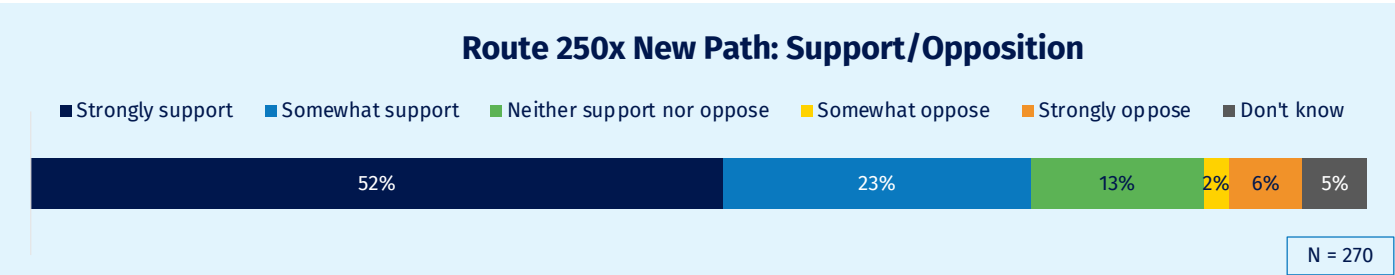 Route 250x New Path: Support/Opposition
Strongly support Somewhat support Neither support nor oppose Somewhat oppose Strongly oppose Don't know
52% 23% 13% 2% 6% 5%
N = 270